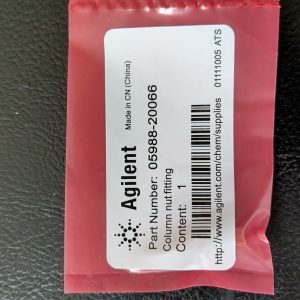 Agilent
Made in CN (China)
Part Number: 05988-20066
Column nut fitting
Content: 1
http://www.agilent.com/chem/supplies 01111005 ATS